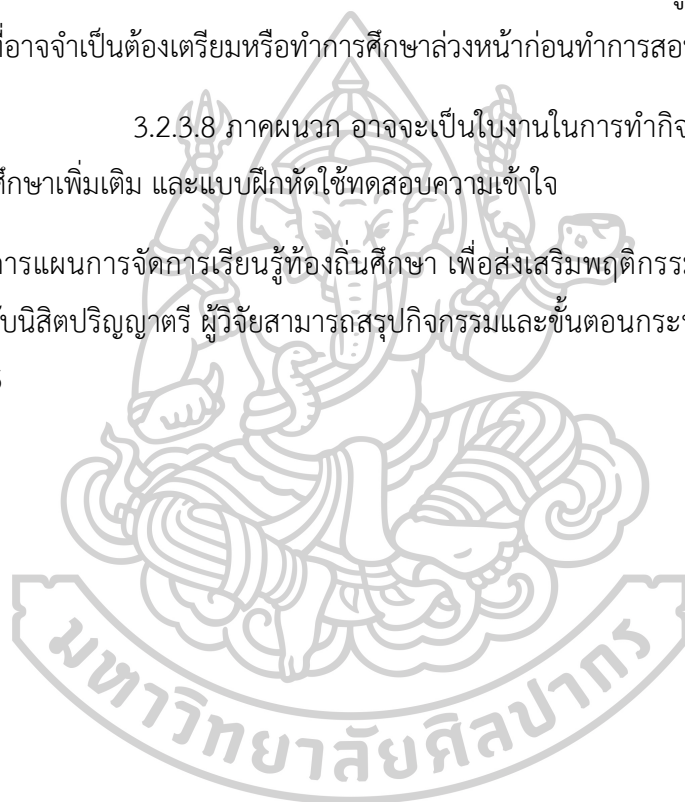 ที่อาจจำเป็นต้องเตรียมหรือทำการศึกษาล่วงหน้าก่อนทำการสอน
3.2.3.8 ภาคผนวก อาจจะเป็นใบงานในการทำกิจ
ศึกษาเพิ่มเติม และแบบฝึกหัดใช้ทดสอบความเข้าใจ
การแผนการจัดการเรียนรู้ท้องถิ่นศึกษา เพื่อส่งเสริมพฤติกรรม
บนิสิตปริญญาตรี ผู้วิจัยสามารถสรุปกิจกรรมและขั้นตอนกระบ
มหาวิทยาลัยศิลปากร